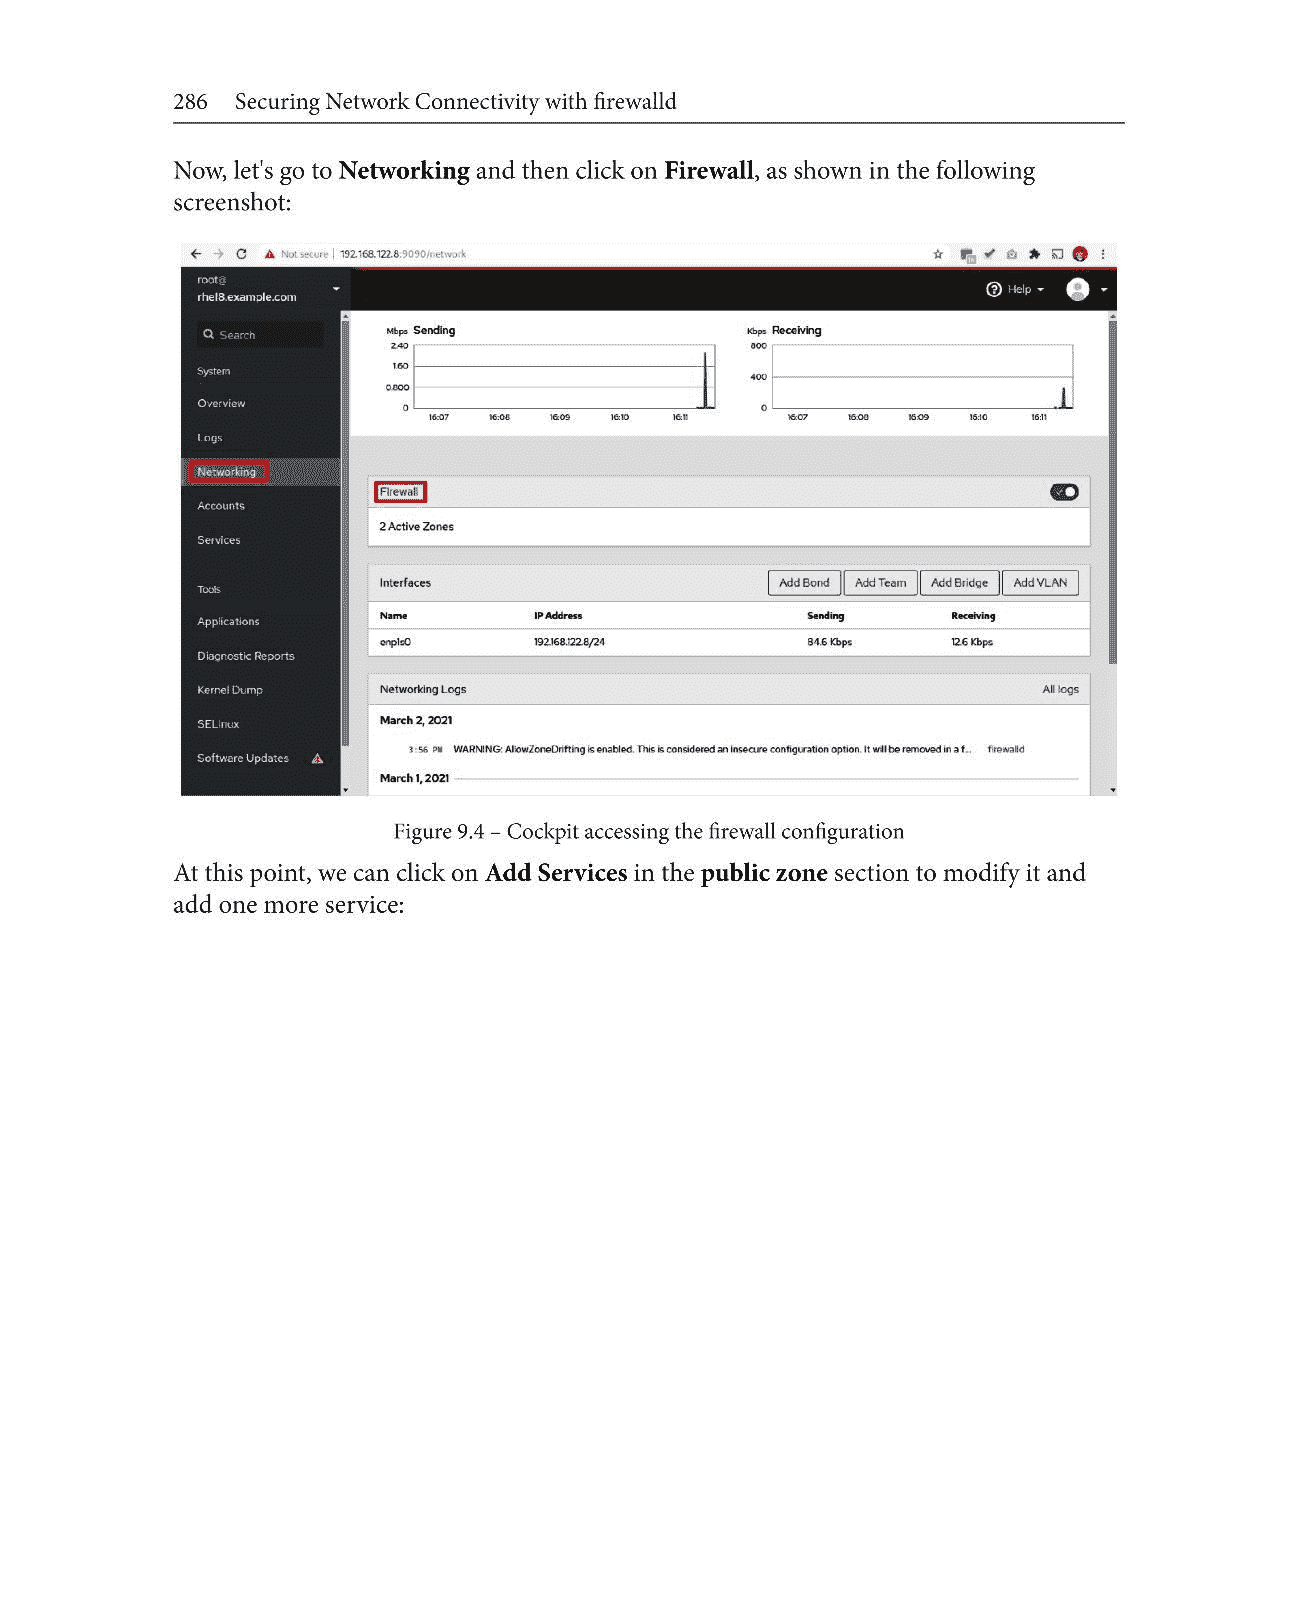 286 Securing Network Connectivity with firewalld
Now, let's go to Networking and then click on Firewall, as shown in the following
screenshot:
Not secure | 192.168.122.8:9090/network
root@
rhel8.example.com
Help
Search
System
Overview
Logs
Networking
Accounts
Services
Tools
Applications
Diagnostic Reports
Kernel Dump
SELinux
Software Updates
Mbps Sending
2.40
1.60
0.800
0
16:07 16:08 16:09 16:10 16:11
Kbps Receiving
800
400
0
16:07 16:08 16:09 16:10 16:11
Firewall
2 Active Zones
Interfaces Add Bond Add Team Add Bridge Add VLAN
Name IP Address Sending Receiving
enp1s0 192.168.122.8/24 84.6 Kbps 12.6 Kbps
Networking Logs All logs
March 2, 2021
3:56 PM WARNING: AllowZoneDrifting is enabled. This is considered an insecure configuration option. It will be removed in a f... firewalld
March 1, 2021
Figure 9.4 – Cockpit accessing the firewall configuration
At this point, we can click on Add Services in the public zone section to modify it and
add one more service: